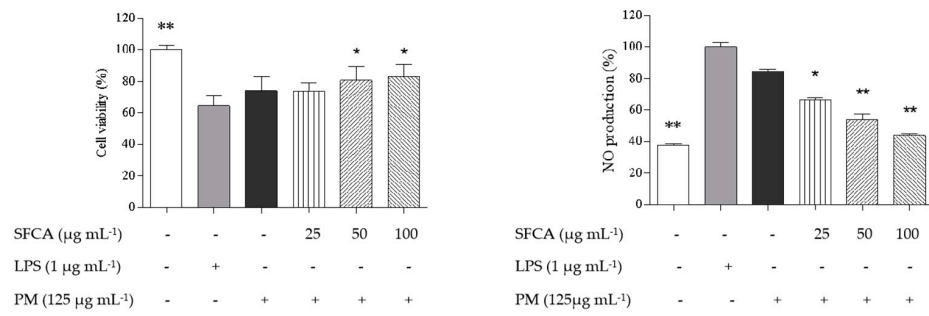 120
100
80
60
40
20
0
Cell viability (%)
** * *
SFCA (µg mL-1) - - - 25 50 100
LPS (1 µg mL-1) - + - - - -
PM (125 µg mL-1) - - + + + +
120
100
80
60
40
20
0
NO production (%)
** * ** **
SFCA (µg mL-1) - - - 25 50 100
LPS (1 µg mL-1) - + - - - -
PM (125µg mL-1) - - + + + +